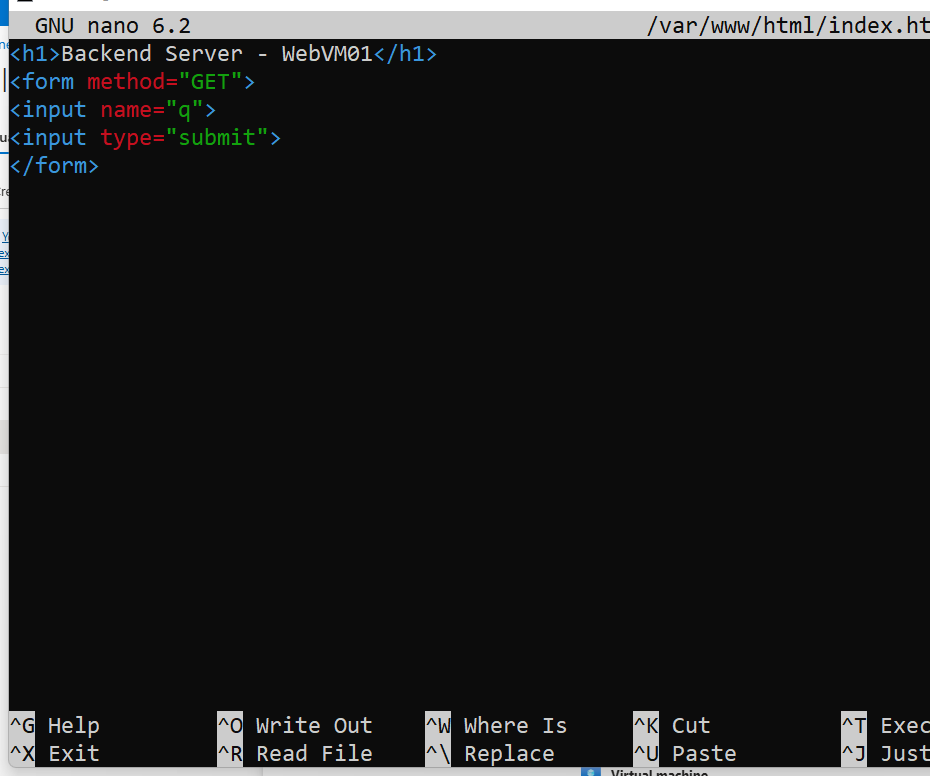 GNU nano 6.2 /var/www/html/index.ht
<h1>Backend Server - WebVM01</h1>
<form method="GET">
<input name="q">
<input type="submit">
</form>
^G Help ^O Write Out ^W Where Is ^K Cut ^T Exec
^X Exit ^R Read File ^\ Replace ^U Paste ^J Just
Virtual machine